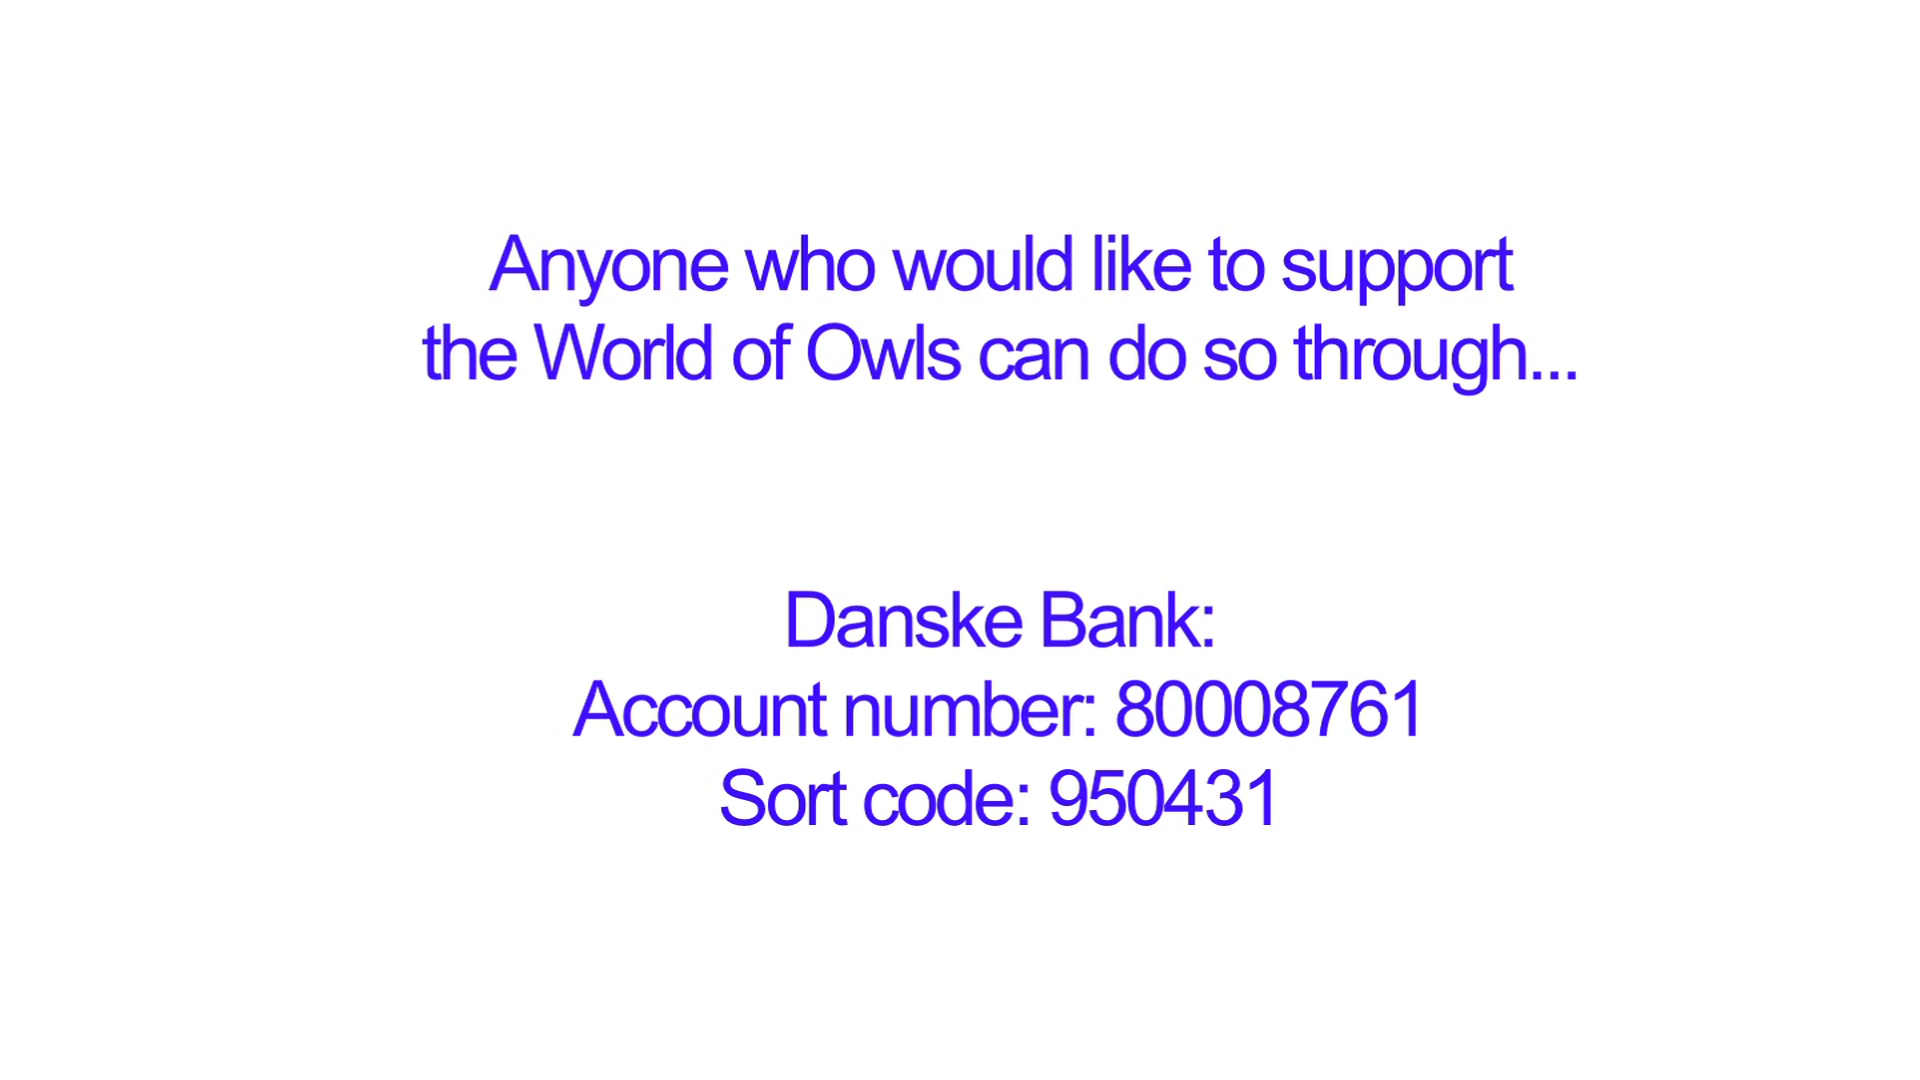 Anyone who would like to support
the World of Owls can do so through...
Danske Bank:
Account number: 80008761
Sort code: 950431